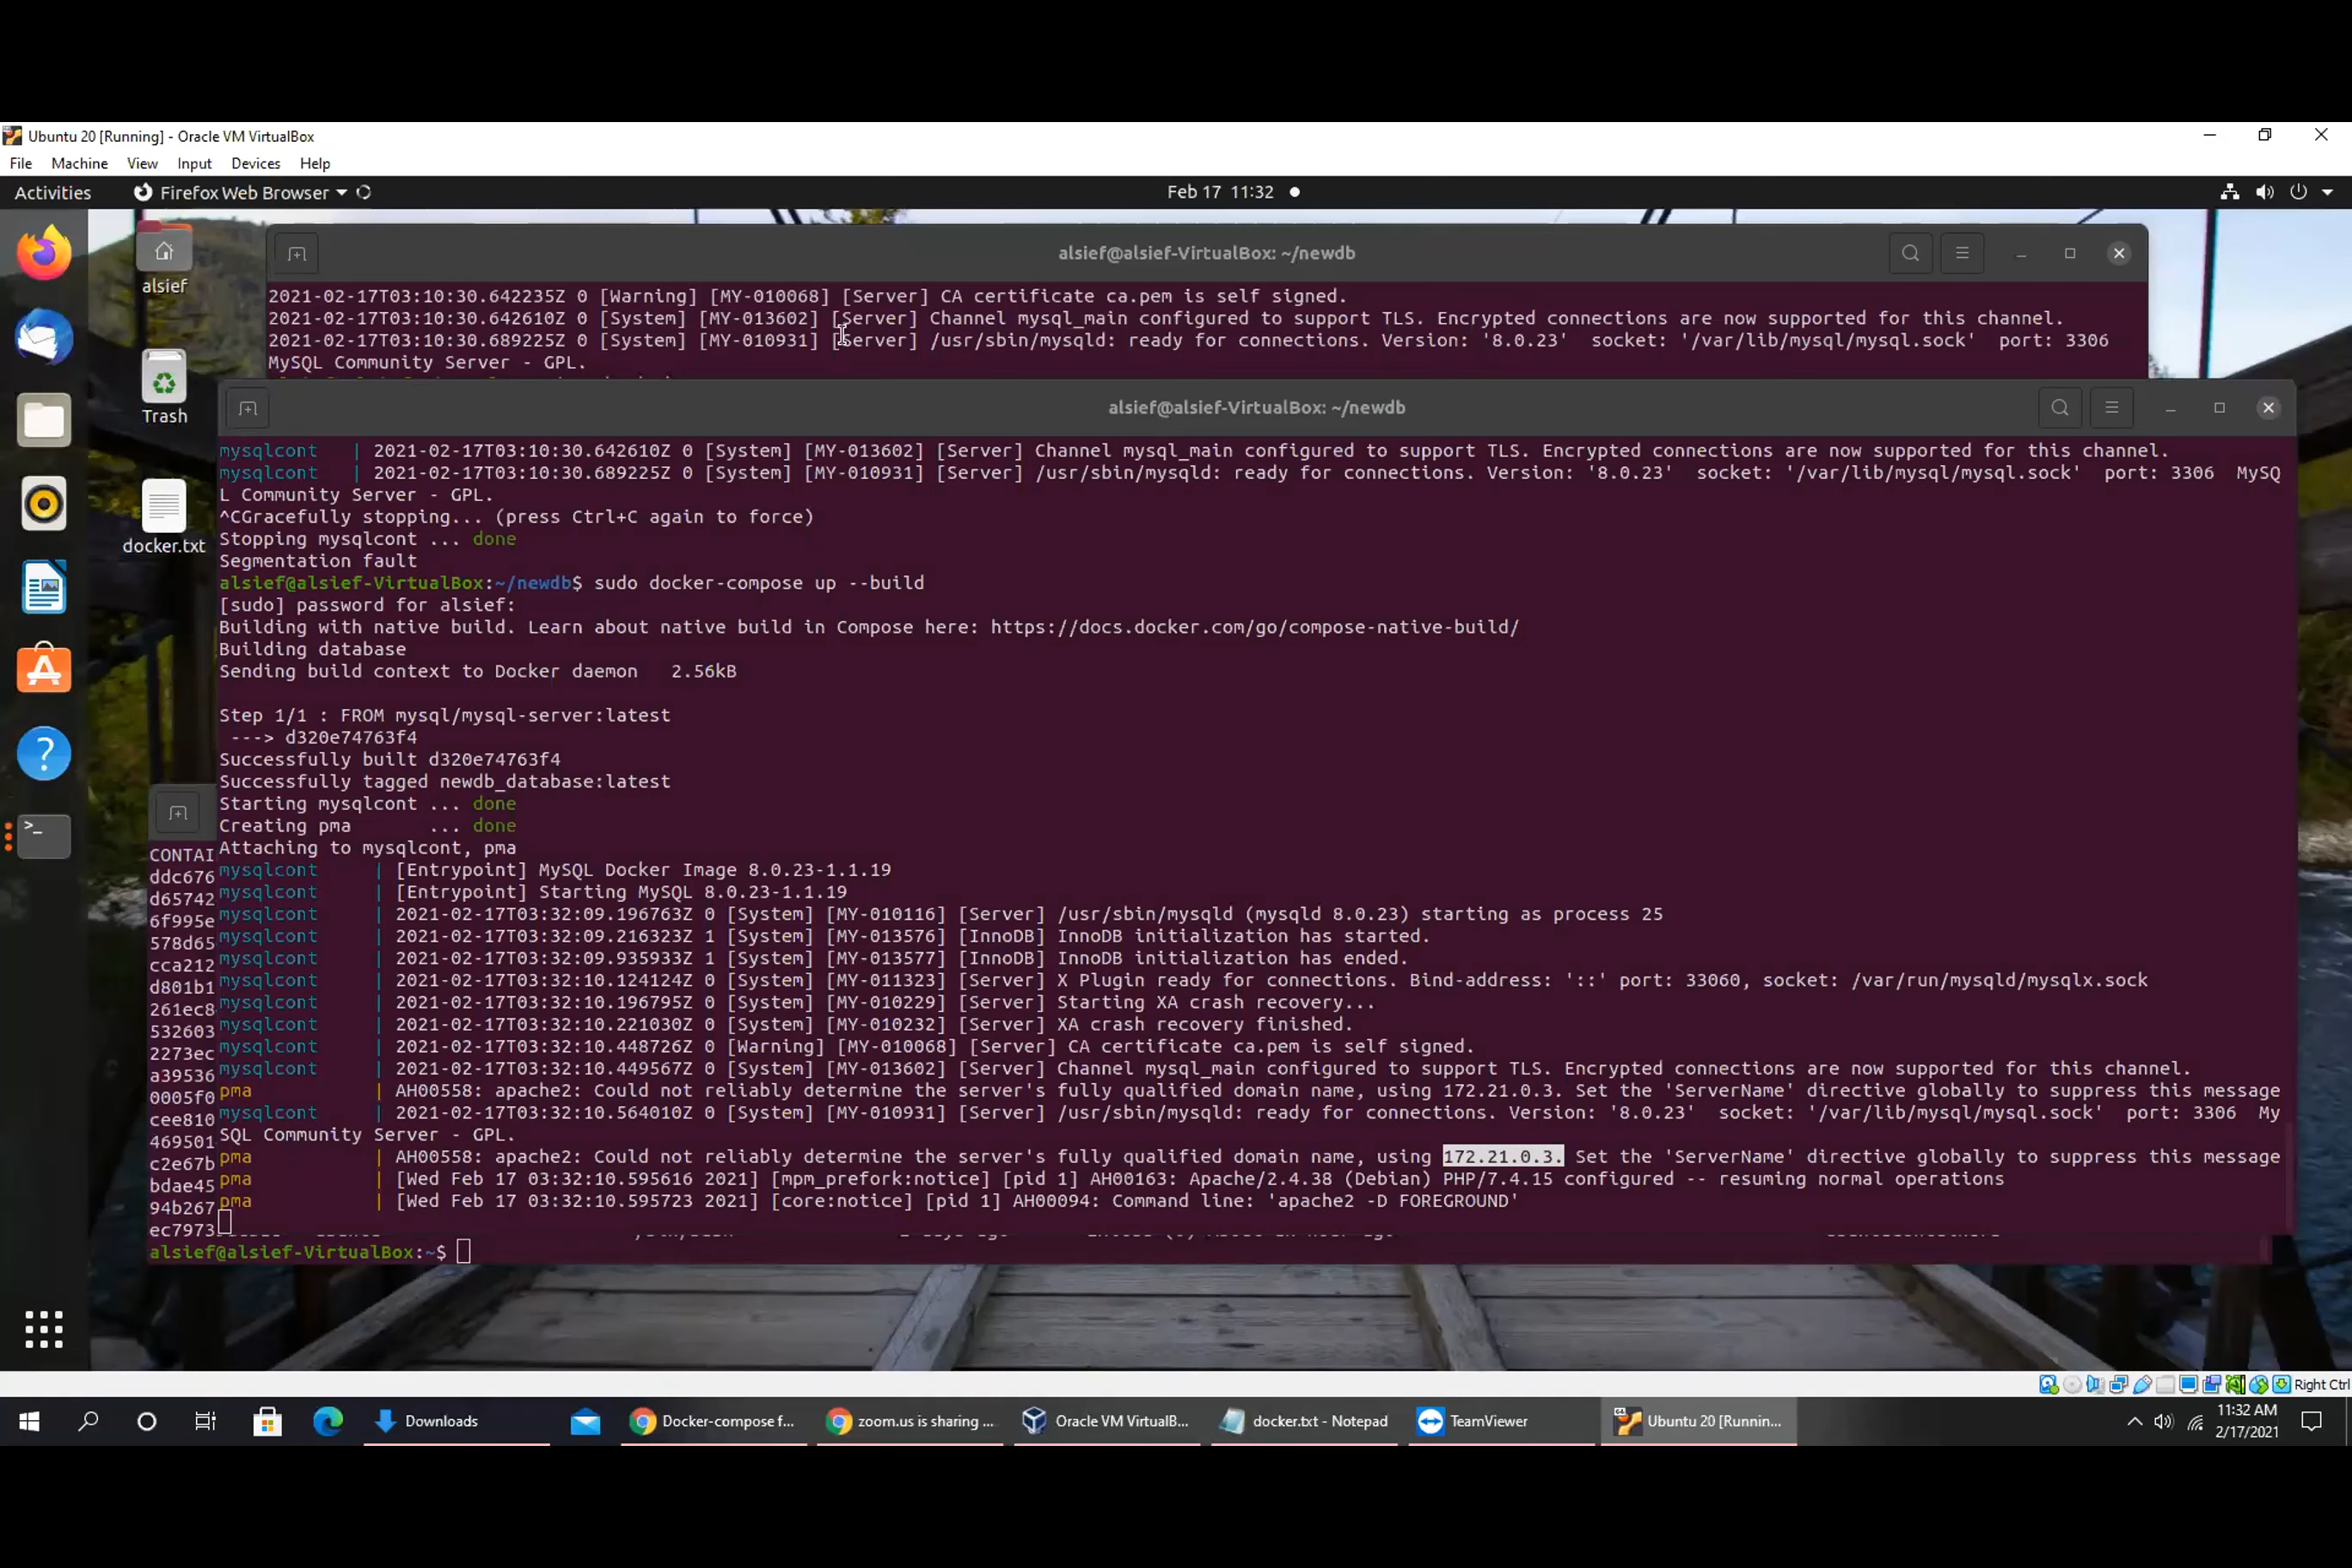 Ubuntu 20 [Running] - Oracle VM VirtualBox
File Machine View Input Devices Help
Activities Firefox Web Browser Feb 17 11:32
alsief
Trash
docker.txt
alsief@alsief-VirtualBox: ~/newdb
2021-02-17T03:10:30.642235Z 0 [Warning] [MY-010068] [Server] CA certificate ca.pem is self signed.
2021-02-17T03:10:30.642610Z 0 [System] [MY-013602] [Server] Channel mysql_main configured to support TLS. Encrypted connections are now supported for this channel.
2021-02-17T03:10:30.689225Z 0 [System] [MY-010931] [Server] /usr/sbin/mysqld: ready for connections. Version: '8.0.23'  socket: '/var/lib/mysql/mysql.sock'  port: 3306
MySQL Community Server - GPL.
alsief@alsief-VirtualBox: ~/newdb
mysqlcont | 2021-02-17T03:10:30.642610Z 0 [System] [MY-013602] [Server] Channel mysql_main configured to support TLS. Encrypted connections are now supported for this channel.
mysqlcont | 2021-02-17T03:10:30.689225Z 0 [System] [MY-010931] [Server] /usr/sbin/mysqld: ready for connections. Version: '8.0.23'  socket: '/var/lib/mysql/mysql.sock'  port: 3306  MySQ
L Community Server - GPL.
^CGracefully stopping... (press Ctrl+C again to force)
Stopping mysqlcont ... done
Segmentation fault
alsief@alsief-VirtualBox:~/newdb$ sudo docker-compose up --build
[sudo] password for alsief:
Building with native build. Learn about native build in Compose here: https://docs.docker.com/go/compose-native-build/
Building database
Sending build context to Docker daemon 2.56kB
Step 1/1 : FROM mysql/mysql-server:latest
---> d320e74763f4
Successfully built d320e74763f4
Successfully tagged newdb_database:latest
Starting mysqlcont ... done
Creating pma ... done
Attaching to mysqlcont, pma
mysqlcont | [Entrypoint] MySQL Docker Image 8.0.23-1.1.19
mysqlcont | [Entrypoint] Starting MySQL 8.0.23-1.1.19
mysqlcont | 2021-02-17T03:32:09.196763Z 0 [System] [MY-010116] [Server] /usr/sbin/mysqld (mysqld 8.0.23) starting as process 25
mysqlcont | 2021-02-17T03:32:09.216323Z 1 [System] [MY-013576] [InnoDB] InnoDB initialization has started.
mysqlcont | 2021-02-17T03:32:09.935933Z 1 [System] [MY-013577] [InnoDB] InnoDB initialization has ended.
mysqlcont | 2021-02-17T03:32:10.124124Z 0 [System] [MY-011323] [Server] X Plugin ready for connections. Bind-address: '::' port: 33060, socket: /var/run/mysqld/mysqlx.sock
mysqlcont | 2021-02-17T03:32:10.196795Z 0 [System] [MY-010229] [Server] Starting XA crash recovery...
mysqlcont | 2021-02-17T03:32:10.221030Z 0 [System] [MY-010232] [Server] XA crash recovery finished.
mysqlcont | 2021-02-17T03:32:10.448726Z 0 [Warning] [MY-010068] [Server] CA certificate ca.pem is self signed.
mysqlcont | 2021-02-17T03:32:10.449567Z 0 [System] [MY-013602] [Server] Channel mysql_main configured to support TLS. Encrypted connections are now supported for this channel.
pma | AH00558: apache2: Could not reliably determine the server's fully qualified domain name, using 172.21.0.3. Set the 'ServerName' directive globally to suppress this message
mysqlcont | 2021-02-17T03:32:10.564010Z 0 [System] [MY-010931] [Server] /usr/sbin/mysqld: ready for connections. Version: '8.0.23'  socket: '/var/lib/mysql/mysql.sock'  port: 3306  My
SQL Community Server - GPL.
pma | AH00558: apache2: Could not reliably determine the server's fully qualified domain name, using 172.21.0.3. Set the 'ServerName' directive globally to suppress this message
pma | [Wed Feb 17 03:32:10.595616 2021] [mpm_prefork:notice] [pid 1] AH00163: Apache/2.4.38 (Debian) PHP/7.4.15 configured -- resuming normal operations
pma | [Wed Feb 17 03:32:10.595723 2021] [core:notice] [pid 1] AH00094: Command line: 'apache2 -D FOREGROUND'
CONTAI
ddc676
d65742
6f995e
578d65
cca212
d801b1
261ec8
532603
2273ec
a39536
0005f0
cee810
469501
c2e67b
bdae45
94b267
ec7973
alsief@alsief-VirtualBox:~$
Right Ctrl
Downloads
Docker-compose f...
zoom.us is sharing ...
Oracle VM VirtualB...
docker.txt - Notepad
TeamViewer
Ubuntu 20 [Runnin...
11:32 AM
2/17/2021